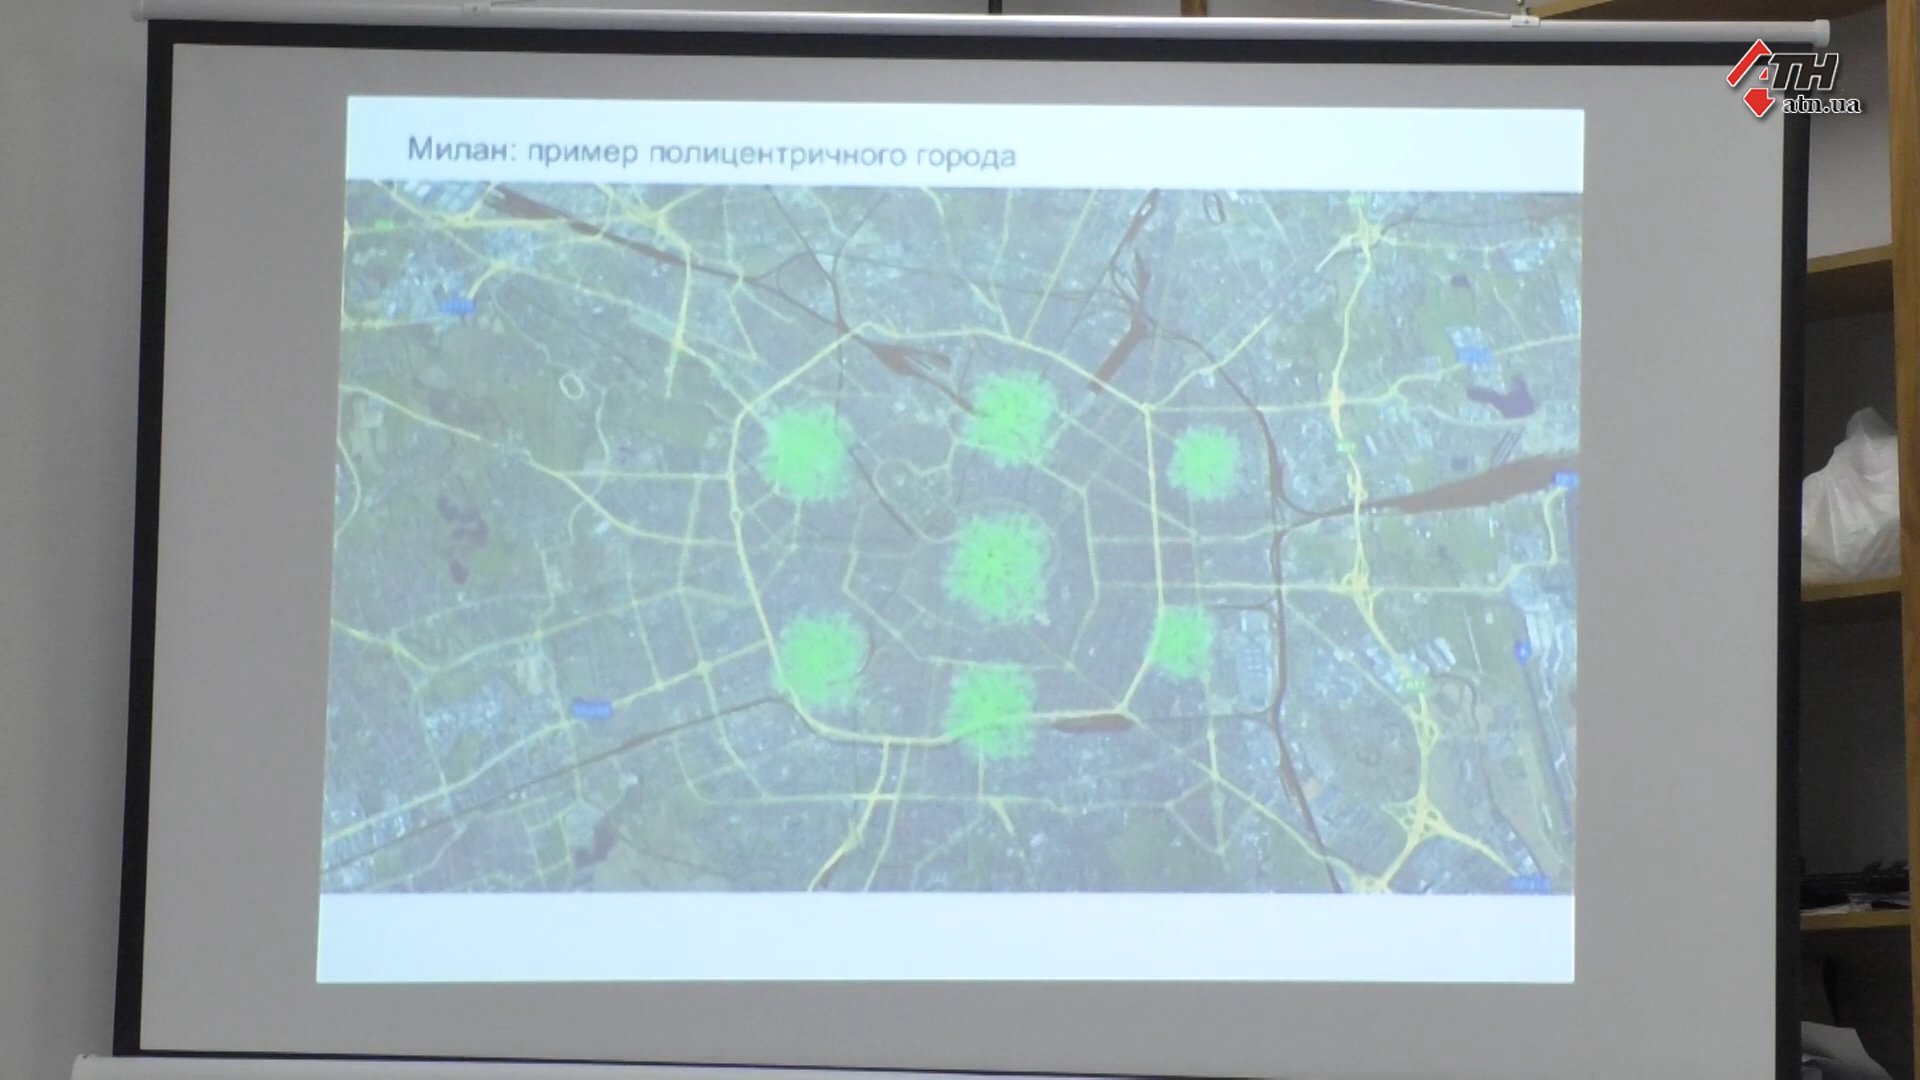 Милан: пример полицентричного города
АТН
atn.ua